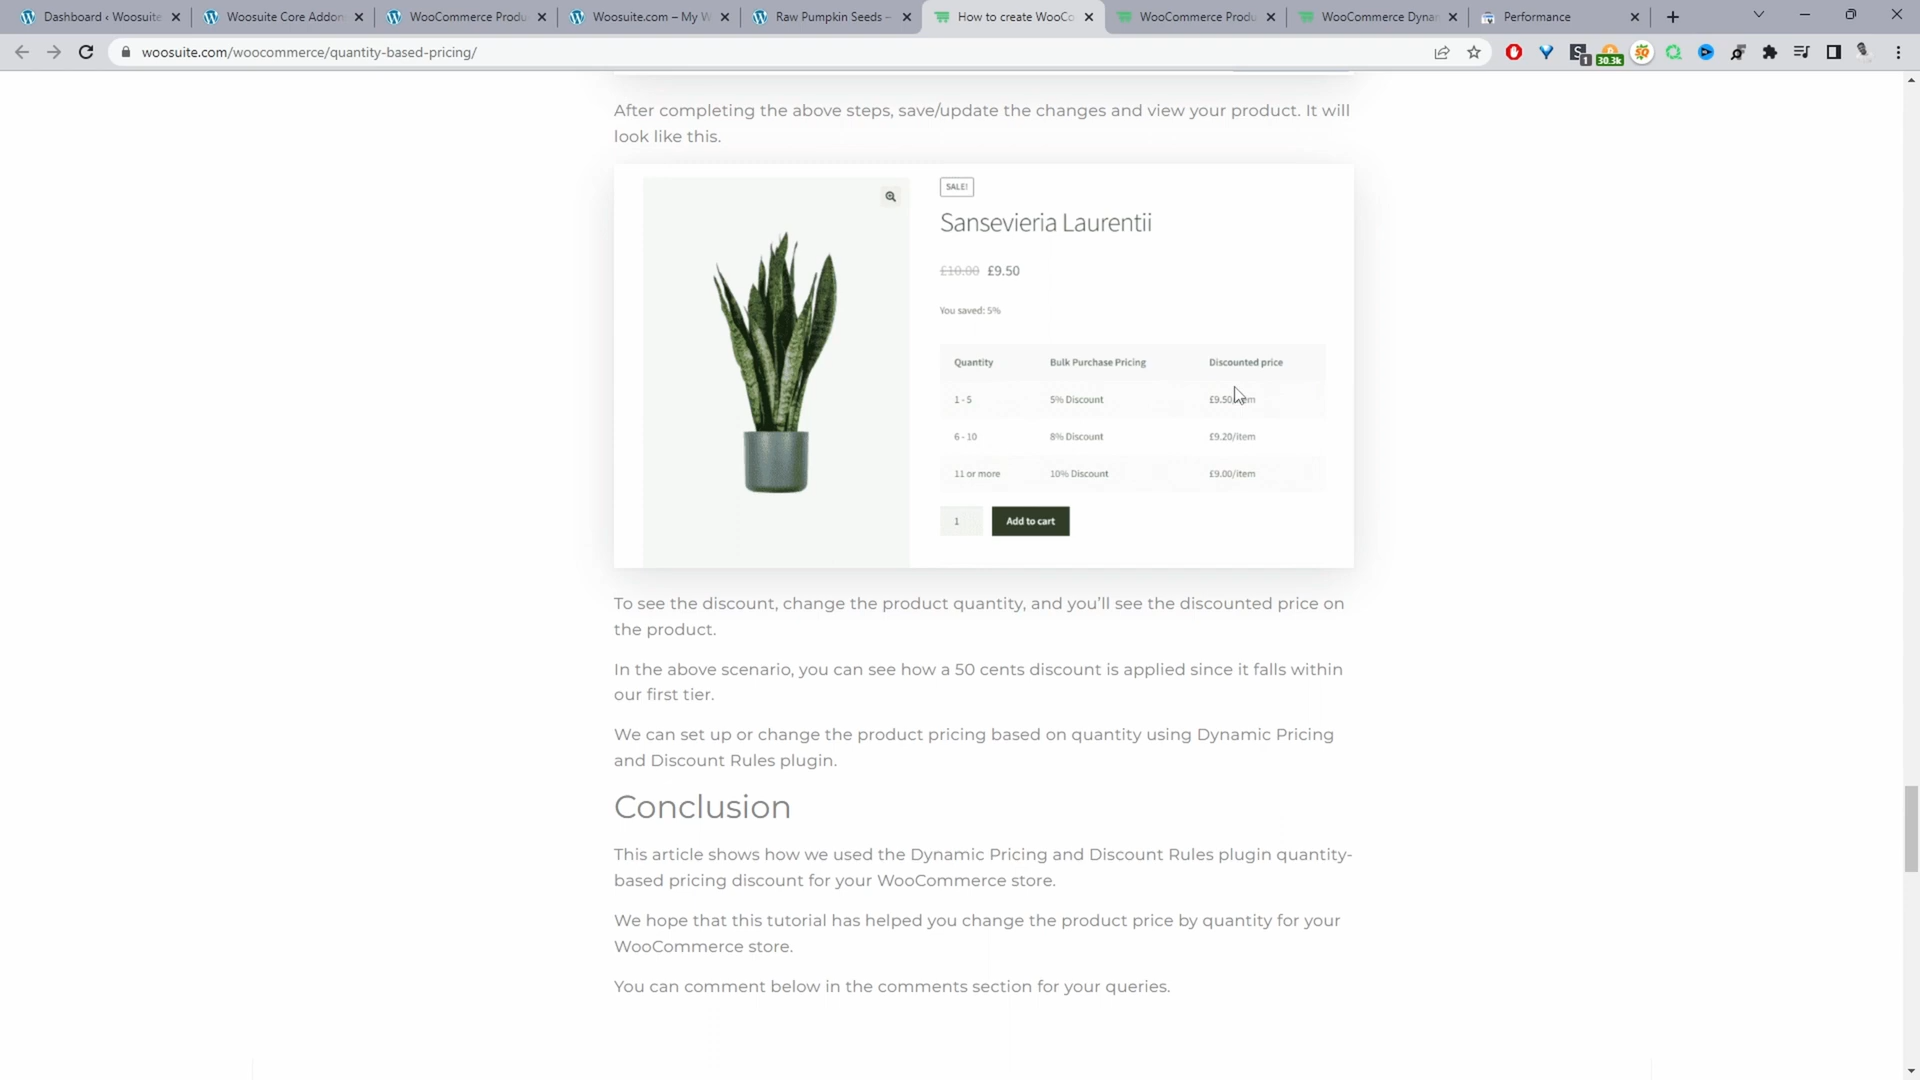 Dashboard ‹ Woosuite
Woosuite Core Addon
WooCommerce Produ
Woosuite.com – My W
Raw Pumpkin Seeds –
How to create WooCo
WooCommerce Produ
WooCommerce Dynam
Performance
woosuite.com/woocommerce/quantity-based-pricing/
1
30.3k
After completing the above steps, save/update the changes and view your product. It will
look like this.
SALE!
Sansevieria Laurentii
£10.00 £9.50
You saved: 5%
Quantity Bulk Purchase Pricing Discounted price
1 - 5 5% Discount £9.50/item
6 - 10 8% Discount £9.20/item
11 or more 10% Discount £9.00/item
1 Add to cart
To see the discount, change the product quantity, and you’ll see the discounted price on
the product.
In the above scenario, you can see how a 50 cents discount is applied since it falls within
our first tier.
We can set up or change the product pricing based on quantity using Dynamic Pricing
and Discount Rules plugin.
Conclusion
This article shows how we used the Dynamic Pricing and Discount Rules plugin quantity-
based pricing discount for your WooCommerce store.
We hope that this tutorial has helped you change the product price by quantity for your
WooCommerce store.
You can comment below in the comments section for your queries.